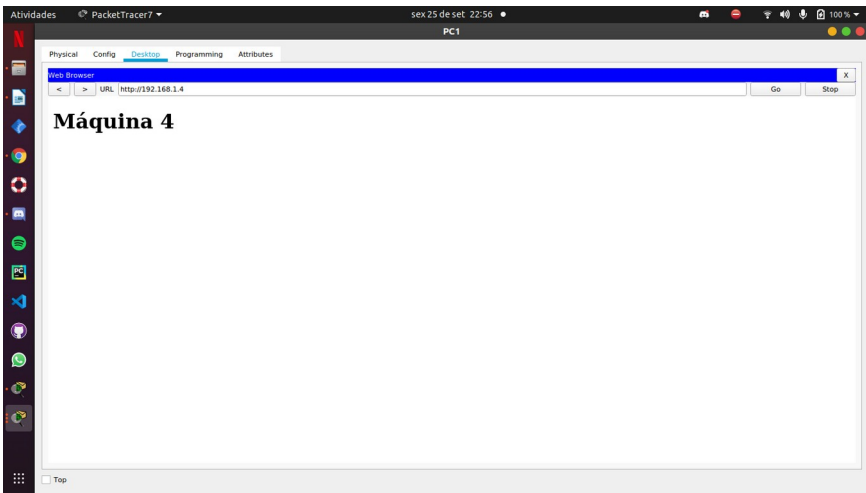 Atividades PacketTracer7 sex 25 de set 22:56 100 %
PC1
Physical Config Desktop Programming Attributes
Web Browser X
< > URL http://192.168.1.4 Go Stop
Máquina 4
Top